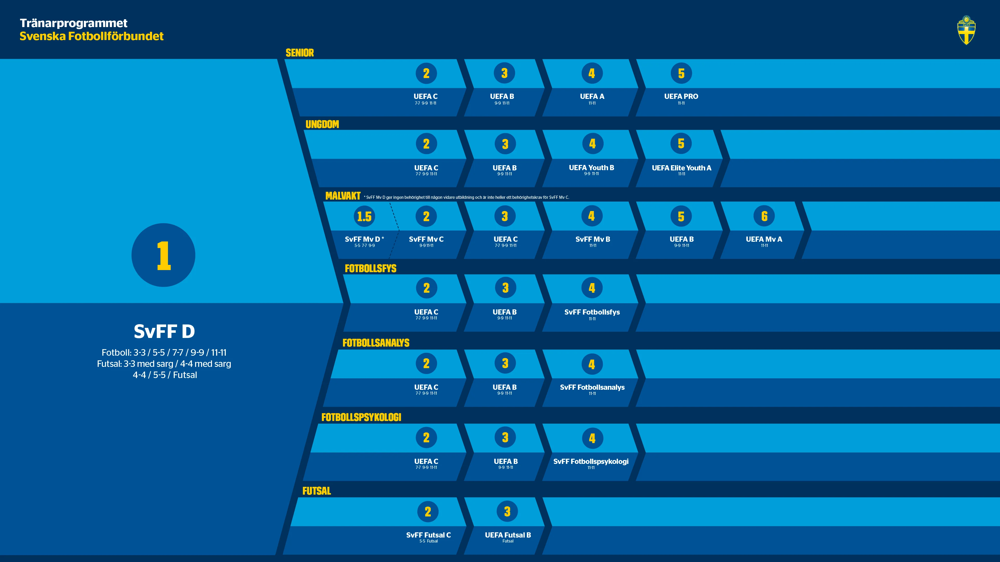 Tränarprogrammet
Svenska Fotbollförbundet
SvFF
1
SvFF D
Fotboll: 3-3 / 5-5 / 7-7 / 9-9 / 11-11
Futsal: 3-3 med sarg / 4-4 med sarg
4-4 / 5-5 / Futsal
SENIOR
2 3 4 5
UEFA C UEFA B UEFA A UEFA PRO
7-7 9-9 11-11 9-9 11-11 11-11 11-11
UNGDOM
2 3 4 5
UEFA C UEFA B UEFA Youth B UEFA Elite Youth A
7-7 9-9 11-11 9-9 11-11 9-9 11-11 11-11
MÅLVAKT * SvFF Mv D ger ingen behörighet till någon vidare utbildning och är inte heller ett behörighetskrav för SvFF Mv C.
1.5 2 3 4 5 6
SvFF Mv D * SvFF Mv C UEFA C SvFF Mv B UEFA B UEFA Mv A
5-5 7-7 9-9 9-9 11-11 7-7 9-9 11-11 11-11 9-9 11-11 11-11
FOTBOLLSFYS
2 3 4
UEFA C UEFA B SvFF Fotbollsfys
7-7 9-9 11-11 9-9 11-11 11-11
FOTBOLLSANALYS
2 3 4
UEFA C UEFA B SvFF Fotbollsanalys
7-7 9-9 11-11 9-9 11-11 11-11
FOTBOLLSPSYKOLOGI
2 3 4
UEFA C UEFA B SvFF Fotbollspsykologi
7-7 9-9 11-11 9-9 11-11 11-11
FUTSAL
2 3
SvFF Futsal C UEFA Futsal B
5-5 Futsal Futsal